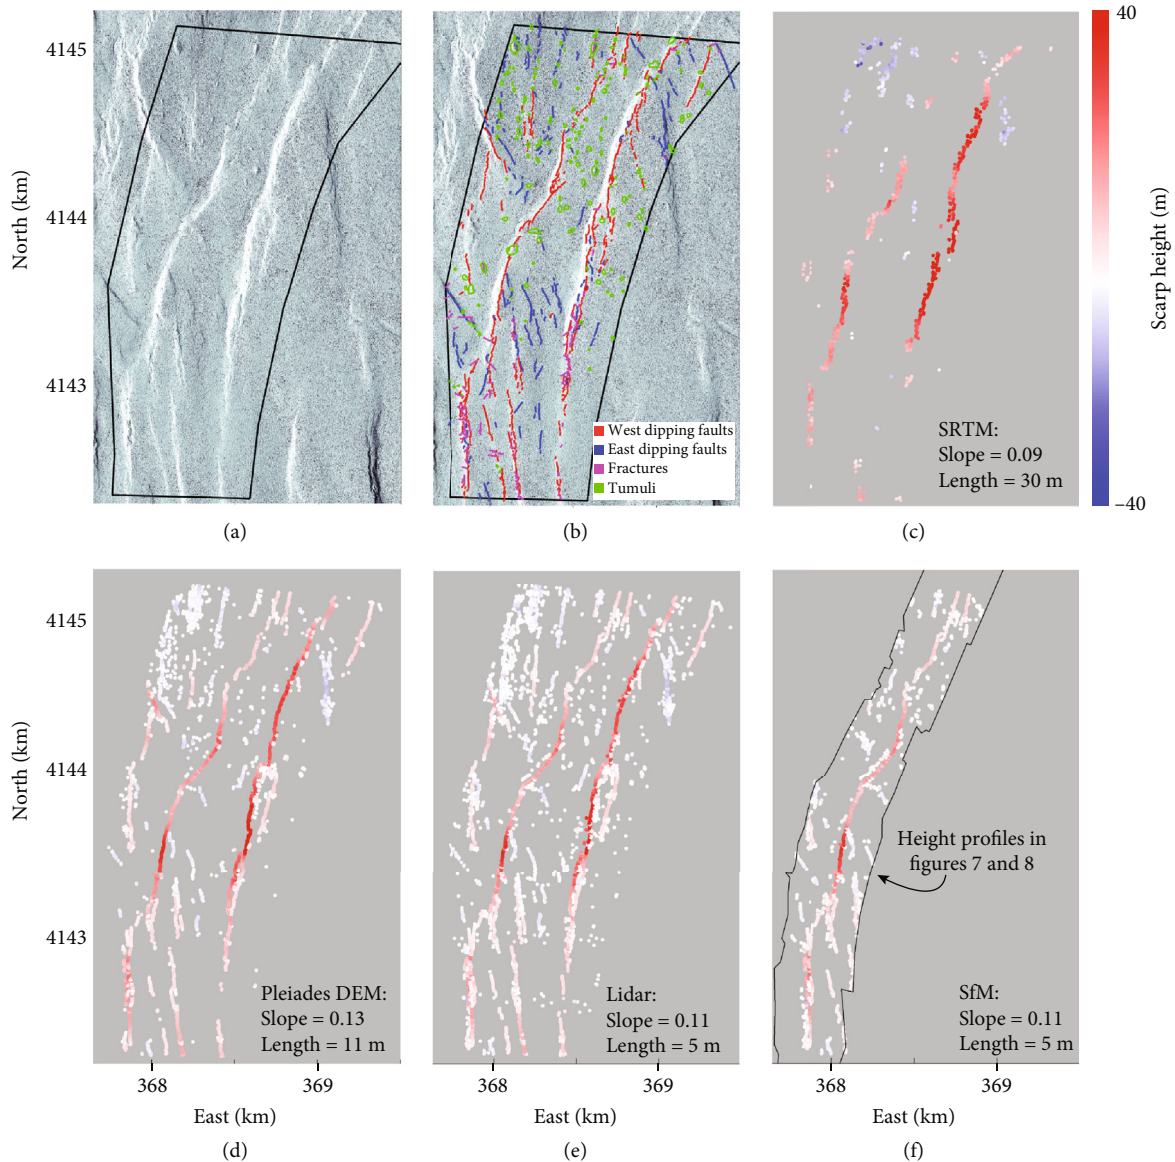 4145
4144
4143
North (km)
(a)
West dipping faults
East dipping faults
Fractures
Tumuli
(b)
SRTM:
Slope = 0.09
Length = 30 m
(c)
40
Scarp height (m)
–40
4145
4144
4143
North (km)
Pleiades DEM:
Slope = 0.13
Length = 11 m
368
369
East (km)
(d)
Lidar:
Slope = 0.11
Length = 5 m
368
369
East (km)
(e)
Height profiles in
figures 7 and 8
SfM:
Slope = 0.11
Length = 5 m
368
369
East (km)
(f)